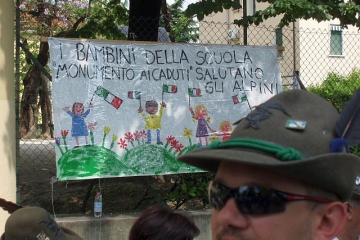 I BAMBINI DELLA SCUOLA
"MONUMENTO AI CADUTI" SALUTANO
GLI ALPINI